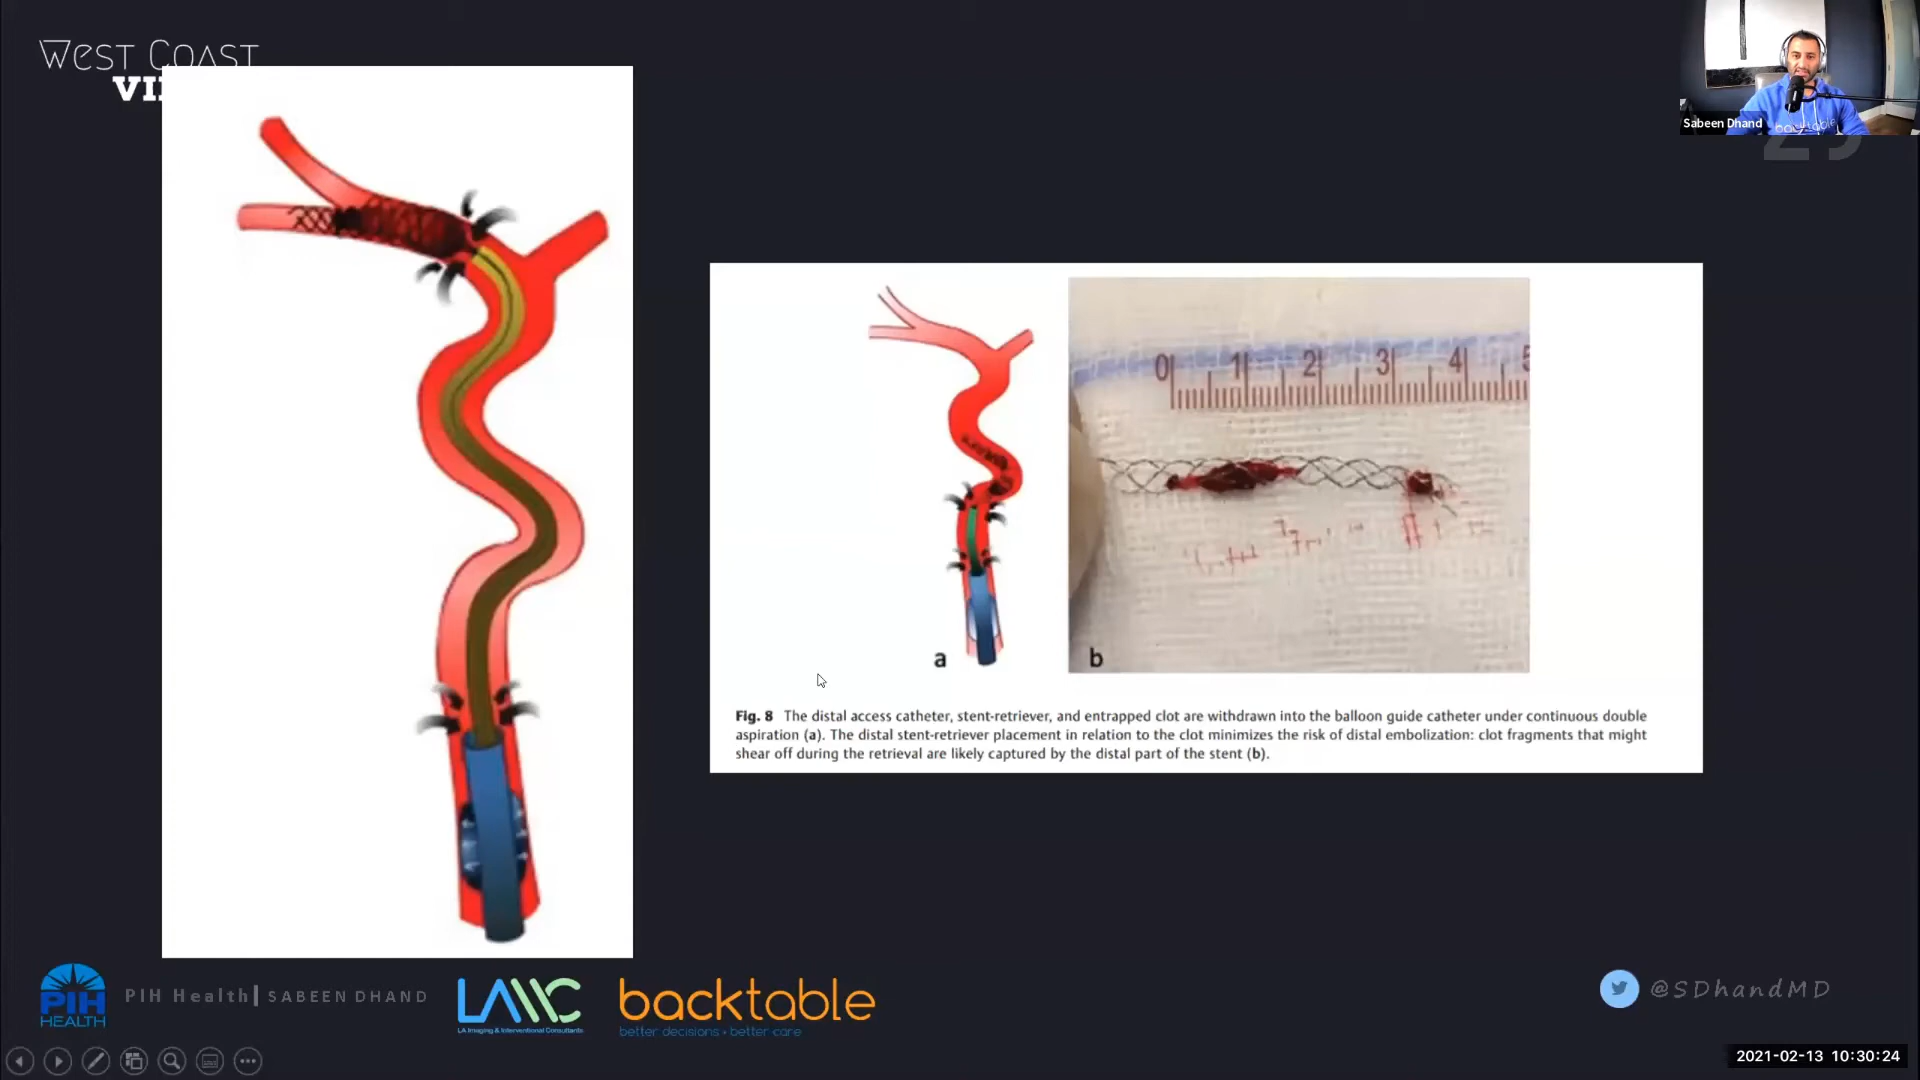 WEST COAST
VI
Sabeen Dhand
backtable
0 1 2 3 4 5
a
b
Fig. 8 The distal access catheter, stent-retriever, and entrapped clot are withdrawn into the balloon guide catheter under continuous double
aspiration (a). The distal stent-retriever placement in relation to the clot minimizes the risk of distal embolization: clot fragments that might
shear off during the retrieval are likely captured by the distal part of the stent (b).
PIH
HEALTH
PIH Health| SABEEN DHAND
LA Imaging & Interventional Consultants
backtable
better decisions • better care
@SDhandMD
2021-02-13 10:30:24